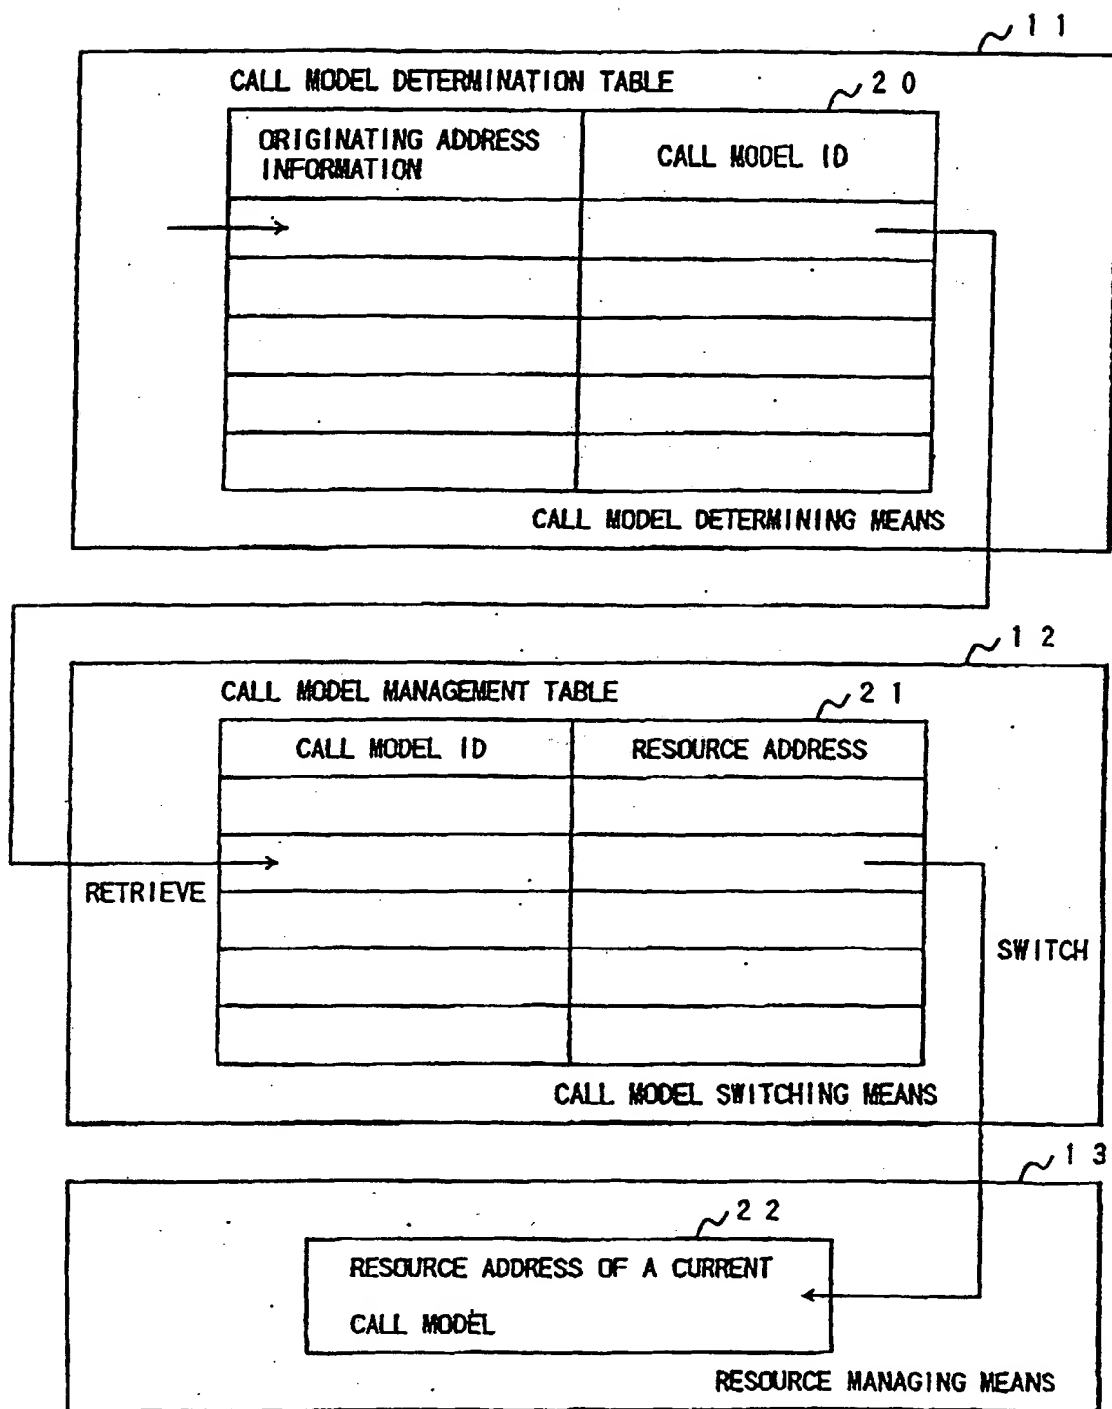 11
CALL MODEL DETERMINATION TABLE
20
ORIGINATING ADDRESS
INFORMATION
CALL MODEL ID
CALL MODEL DETERMINING MEANS
12
CALL MODEL MANAGEMENT TABLE
21
CALL MODEL ID
RESOURCE ADDRESS
RETRIEVE
SWITCH
CALL MODEL SWITCHING MEANS
13
22
RESOURCE ADDRESS OF A CURRENT
CALL MODEL
RESOURCE MANAGING MEANS